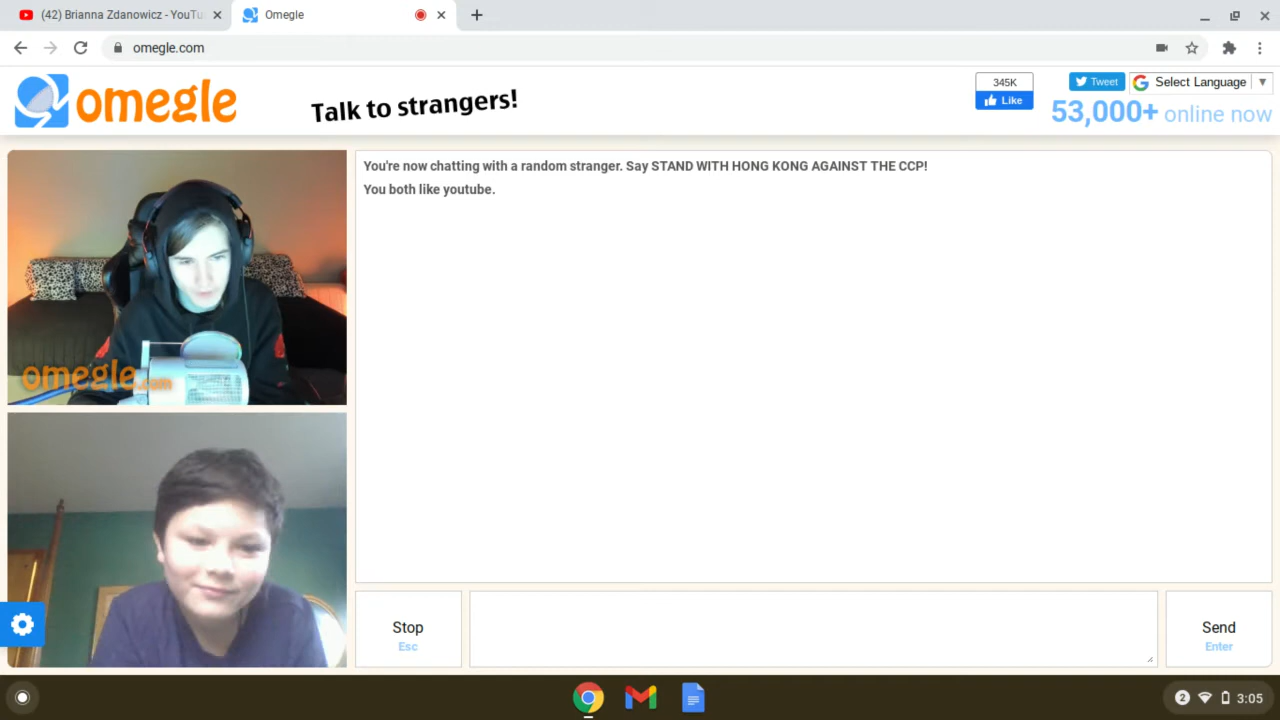 (42) Brianna Zdanowicz - YouTu
Omegle
omegle.com
omegle
Talk to strangers!
345K
Like
Tweet
Select Language
53,000+ online now
You're now chatting with a random stranger. Say STAND WITH HONG KONG AGAINST THE CCP!
You both like youtube.
omegle.com
Stop
Esc
Send
Enter
2
3:05